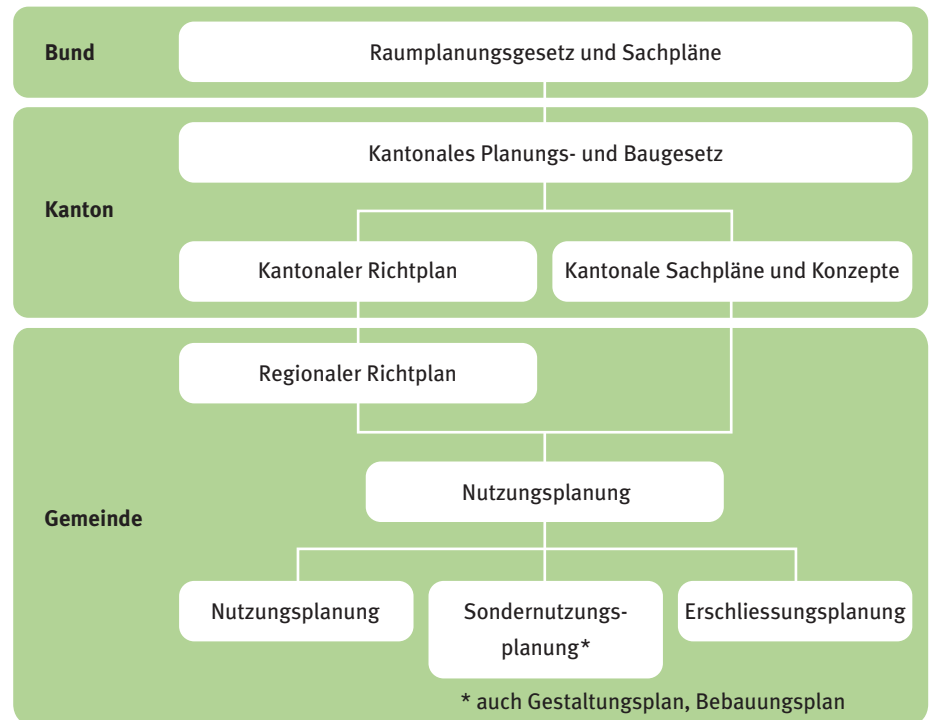 Bund
Raumplanungsgesetz und Sachpläne
Kantonales Planungs- und Baugesetz
Kanton
Kantonaler Richtplan
Kantonale Sachpläne und Konzepte
Regionaler Richtplan
Nutzungsplanung
Gemeinde
Nutzungsplanung
Sondernutzungs-
planung*
Erschliessungsplanung
* auch Gestaltungsplan, Bebauungsplan